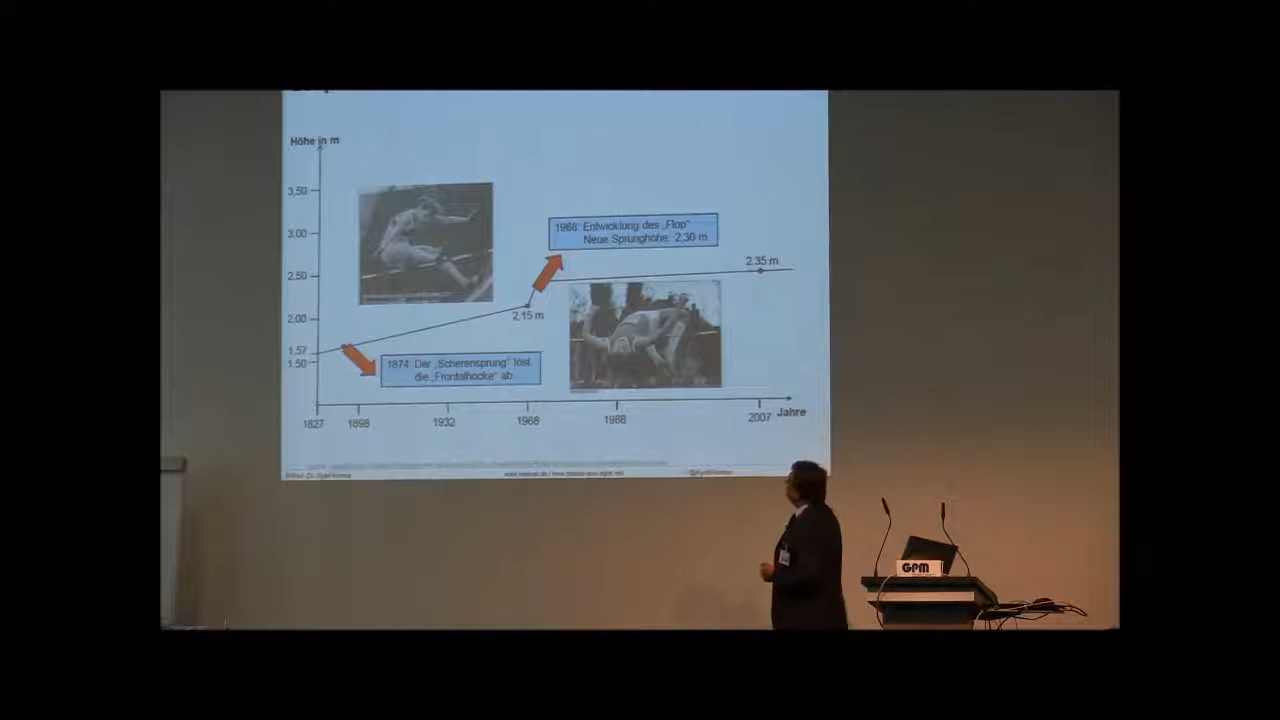 Höhe in m
3,50
3,00
2,50
2,00
1,57
1.50
1968: Entwicklung des „Flop"
Neue Sprunghöhe: 2,30 m
2.35 m
2,15 m
1874: Der „Scherensprung" löst
die „Frontalhocke" ab
1827
1898
1932
1968
1988
2007
Jahre
GPM